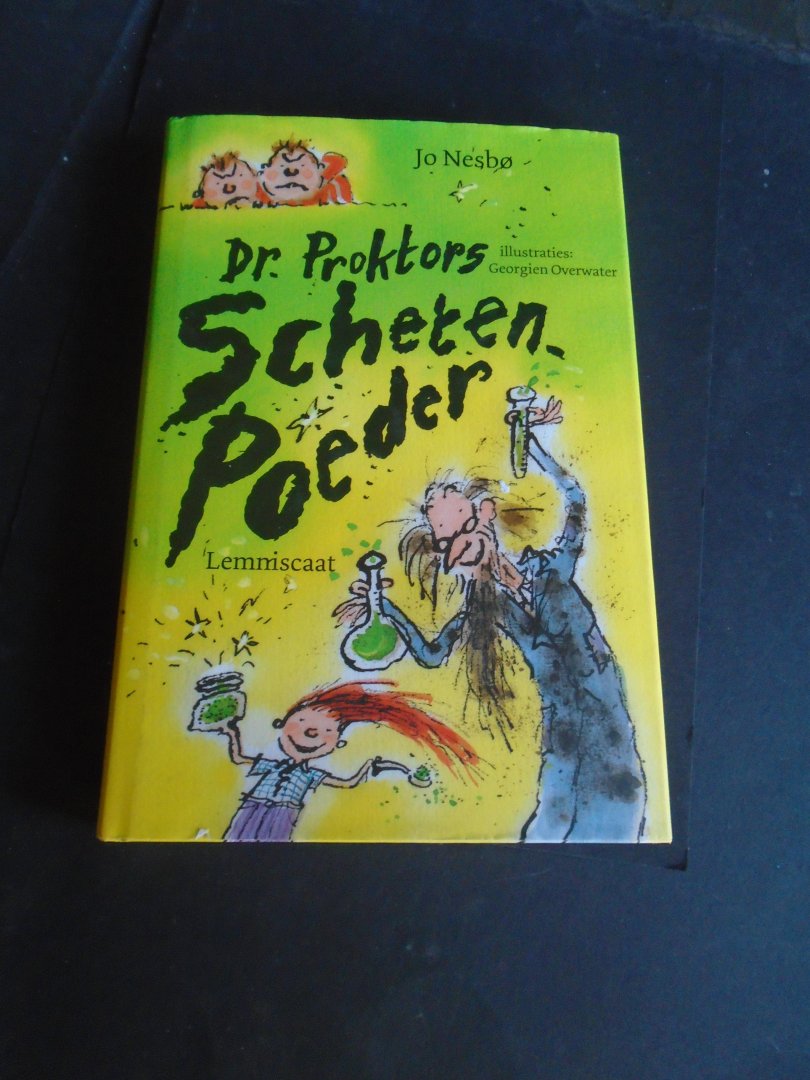 Jo Nesbø
Dr. Proktors
illustraties:
Georgien Overwater
Scheten-
Poeder
Lemniscaat